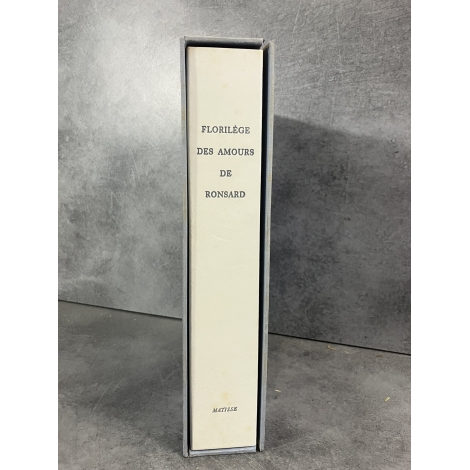 FLORILÈGE
DES AMOURS
DE
RONSARD
MATISSE